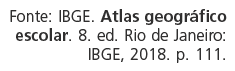 Fonte: IBGE. Atlas geográfico
escolar. 8. ed. Rio de Janeiro:
IBGE, 2018. p. 111.